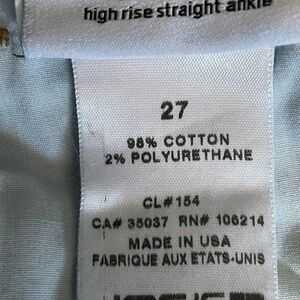 high rise straight ankle
27
98% COTTON
2% POLYURETHANE
CL# 154
CA# 35037 RN# 106214
MADE IN USA
FABRIQUE AUX ÉTATS-UNIS